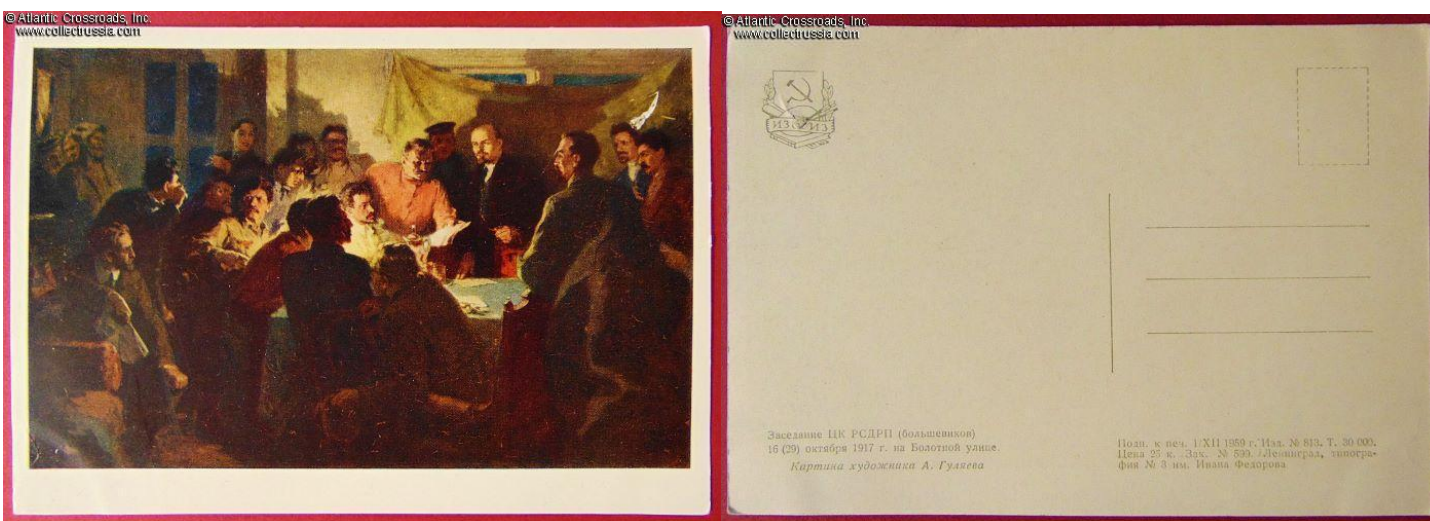 © Atlantic Crossroads, Inc.
www.collectrussia.com
© Atlantic Crossroads, Inc.
www.collectrussia.com
ИЗОГИЗ
Заседание ЦК РСДРП (большевиков)
16 (29) октября 1917 г. на Болотной улице.
Картина художника А. Гуляева
Подп. к печ. 1/XII 1959 г. Изд. № 813. Т. 30 000.
Цена 25 к. Зак. № 599. Ленинград, типогра-
фия № 3 им. Ивана Федорова